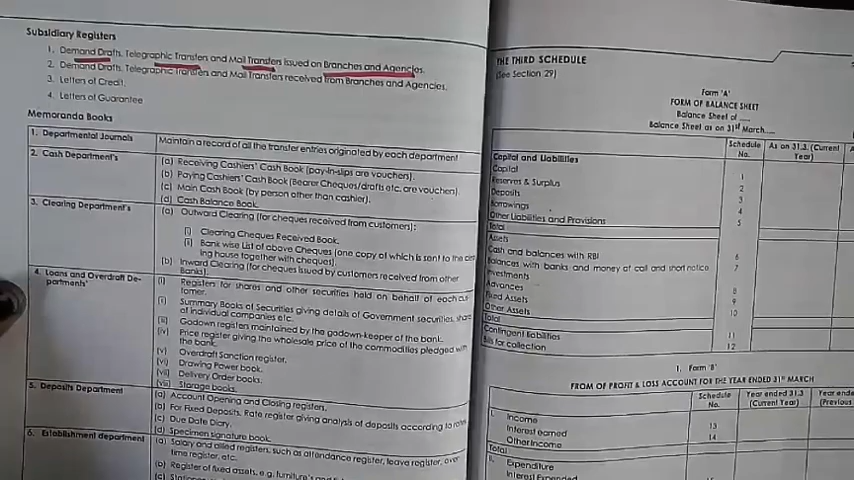 Subsidiary Registers
1. Demand Drafts, Telegraphic Transfers and Mail Transfers issued on Branches and Agencies.
2. Demand Drafts, Telegraphic Transfers and Mail Transfers received from Branches and Agencies.
3. Letters of Credit.
4. Letters of Guarantee
Memoranda Books
1. Departmental Journals
Maintain a record of all the transfer entries originated by each department
2. Cash Department's
(a) Receiving Cashiers' Cash Book (pay-in-slips are vouchers).
(b) Paying Cashiers' Cash Book (Bearer Cheques/drafts etc. are vouchers).
(c) Main Cash Book (by person other than cashier).
(d) Cash Balance Book.
3. Clearing Department's
(a) Outward Clearing (for cheques received from customers):
(i) Clearing Cheques Received Book.
(ii) Bank wise List of above Cheques (one copy of which is sent to the
ing house together with cheques).
(b) Inward Clearing (for cheques issued by customers received from other
Banks).
4. Loans and Overdraft De-
partments'
(i) Registers for shares and other securities held on behalf of each cus-
tomer.
Summary Books of Securities giving details of Government securities, share
of individual companies etc.
(iii) Godown registers maintained by the godown-keeper of the bank.
(iv) Price register giving the wholesale price of the commodities pledged with
the bank.
(v) Overdraft Sanction register.
(vi) Drawing Power book.
(vii) Delivery Order books.
(viii) Storage books.
5. Deposits Department
(a) Account Opening and Closing registers.
(b) For Fixed Deposits, Rate register giving analysis of deposits according to rates
(c) Due Date Diary.
(d) Specimen signature book.
6. Establishment department
(a) Salary and allied registers, such as attendance register, leave register, over
time register, etc.
(b) Register of fixed assets, e.g. furniture's and
THE THIRD SCHEDULE
(See Section 29)
Form 'A'
FORM OF BALANCE SHEET
Balance Sheet of .....
Balance Sheet as on 31st March.....
Schedule No.
As on 31.3. (Current Year)
Capital and Liabilities
Capital 1
Reserves & Surplus 2
Deposits 3
Borrowings 4
Other Liabilities and Provisions 5
Total
Assets
Cash and balances with RBI 6
Balances with banks and money at call and short notice 7
Investments 8
Advances 9
Fixed Assets 10
Other Assets 11
Total
Contingent liabilities 12
Bills for collection
1. Form 'B'
FROM OF PROFIT & LOSS ACCOUNT FOR THE YEAR ENDED 31ST MARCH
Schedule No.
Year ended 31.3 (Current Year)
Year ende
(Previous
I. Income
Interest earned 13
Other Income 14
Total
II. Expenditure
Interest Expended